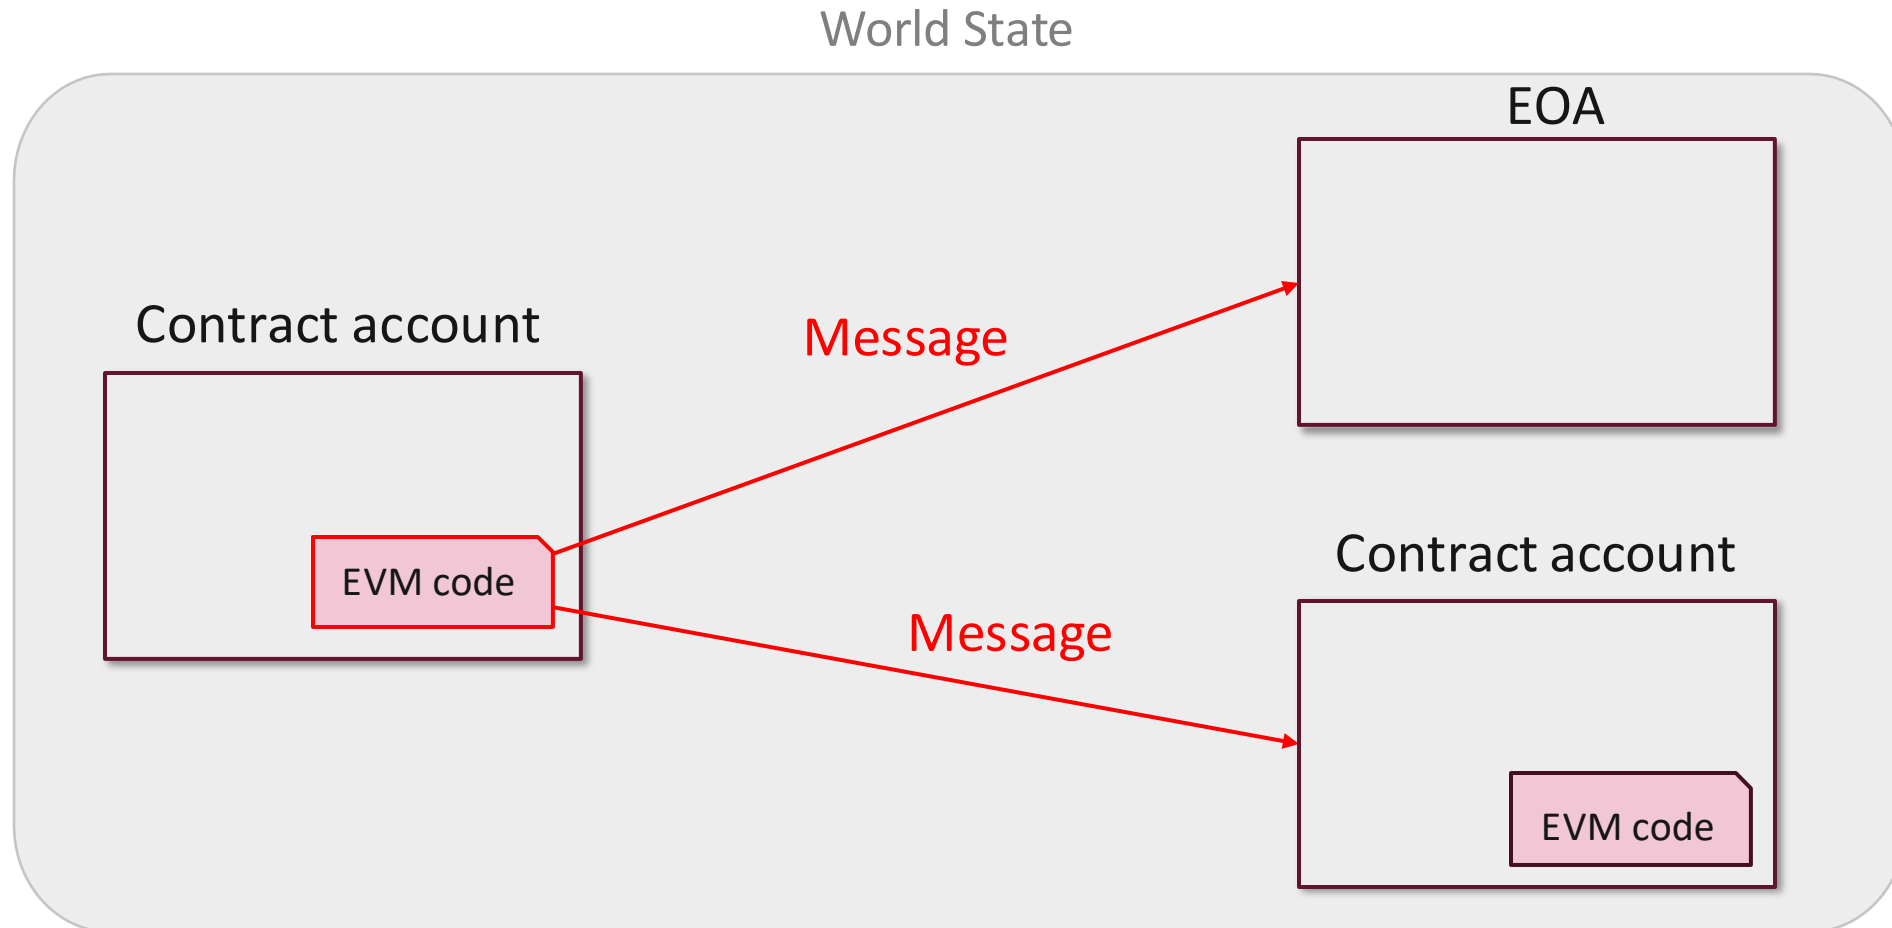 World State
EOA
Contract account
Message
EVM code
Contract account
Message
EVM code